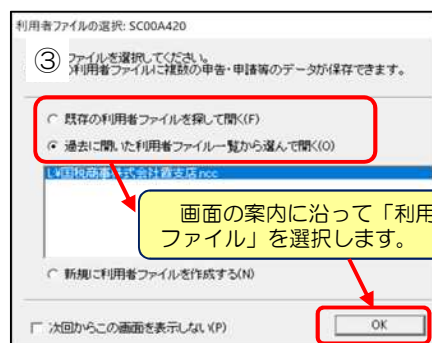 利用者ファイルの選択: SC00A420
③
ファイルを選択してください。
の利用者ファイルに複数の申告・申請等のデータが保存できます。
既存の利用者ファイルを探して開く(F)
過去に開いた利用者ファイル一覧から選んで開く(O)
L:¥国税商事株式会社霞支店.ncc
画面の案内に沿って「利用
ファイル」を選択します。
新規に利用者ファイルを作成する(N)
次回からこの画面を表示しない(P)
OK